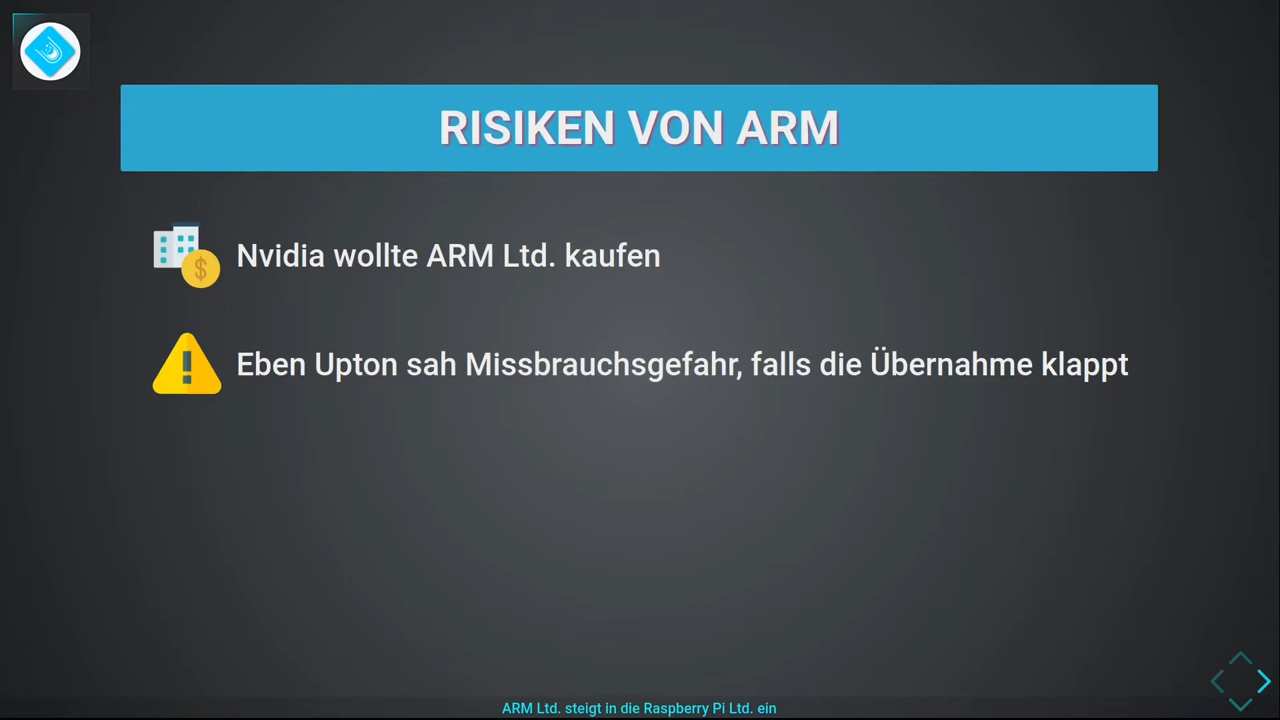 RISIKEN VON ARM
Nvidia wollte ARM Ltd. kaufen
Eben Upton sah Missbrauchsgefahr, falls die Übernahme klappt
ARM Ltd. steigt in die Raspberry Pi Ltd. ein